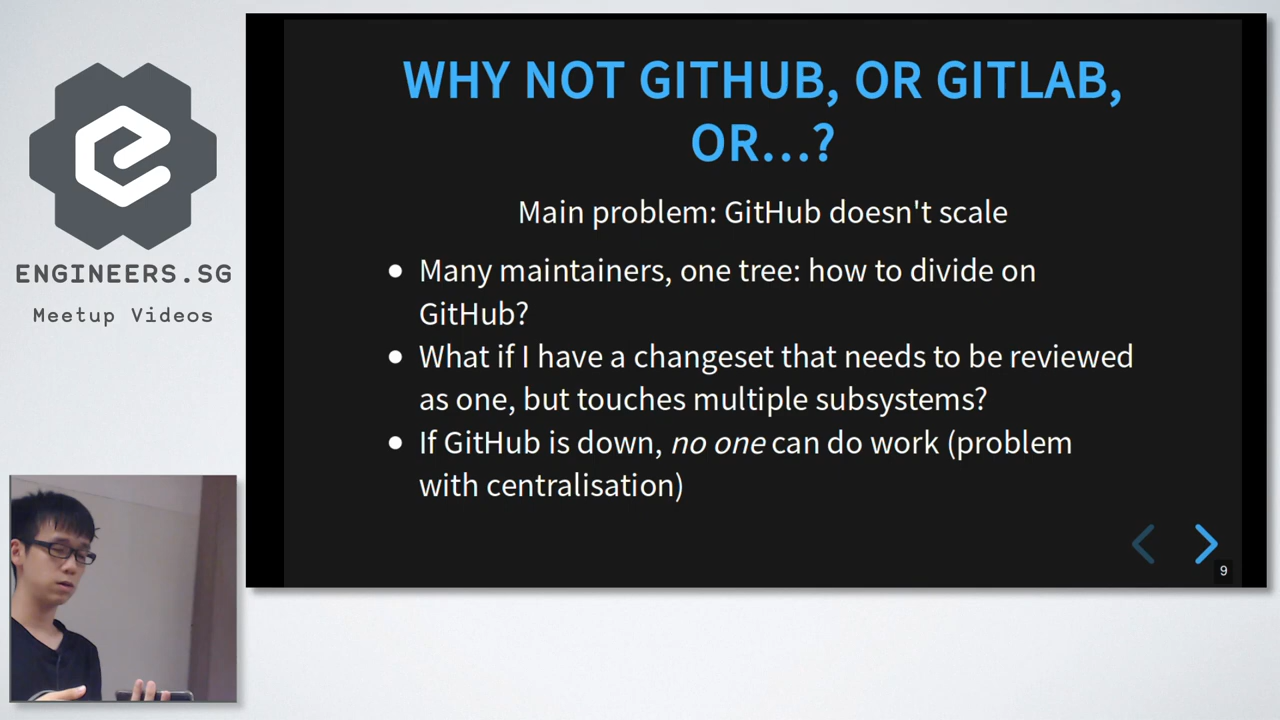 ENGINEERS.SG
Meetup Videos
WHY NOT GITHUB, OR GITLAB,
OR...?
Main problem: GitHub doesn't scale
• Many maintainers, one tree: how to divide on
GitHub?
• What if I have a changeset that needs to be reviewed
as one, but touches multiple subsystems?
• If GitHub is down, no one can do work (problem
with centralisation)
9